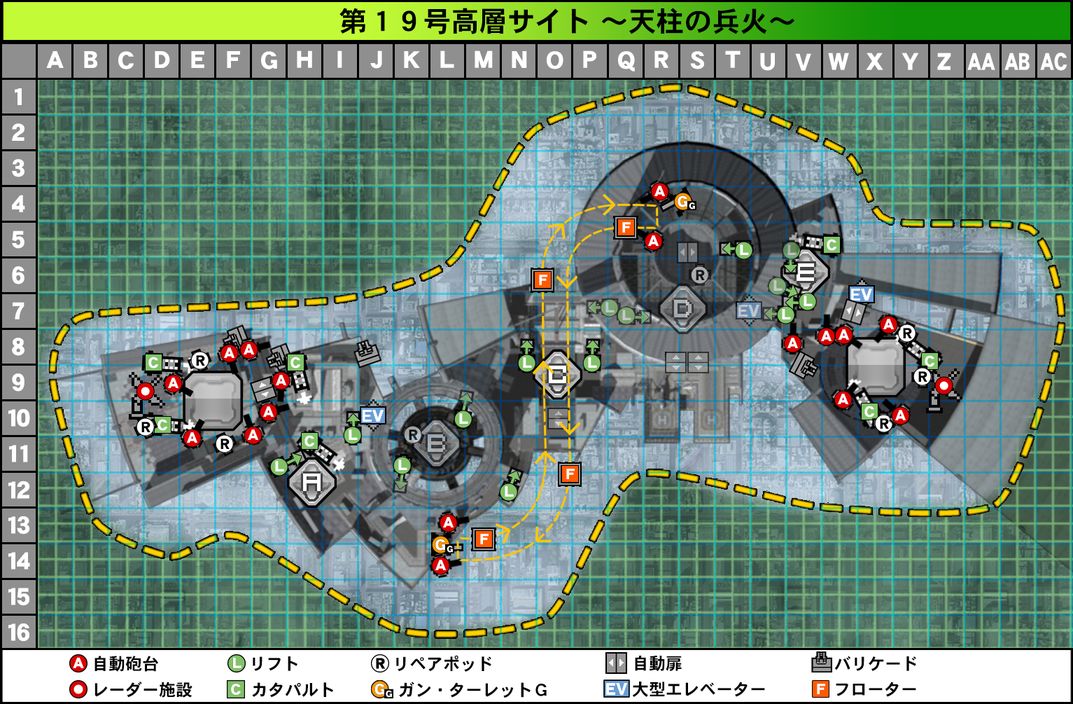 第１９号高層サイト ～天柱の兵火～
A B C D E F G H I J K L M N O P Q R S T U V W X Y Z AA AB AC
1
2
3
A
4
G G
F
5
A L L C
E
6
R
F
L EV
7
L L D EV L L
A R
8
A A A A A
C R C L L C
9
A A C R
R
10
A A C A
L EV L
R C R
R A R B
11
C
L A L F
12
L
13
A
G G F
14
A
15
16
A 自動砲台 L リフト R リペアポッド 自動扉 バリケード
レーダー施設 C カタパルト G G ガン・ターレットＧ EV 大型エレベーター F フローター